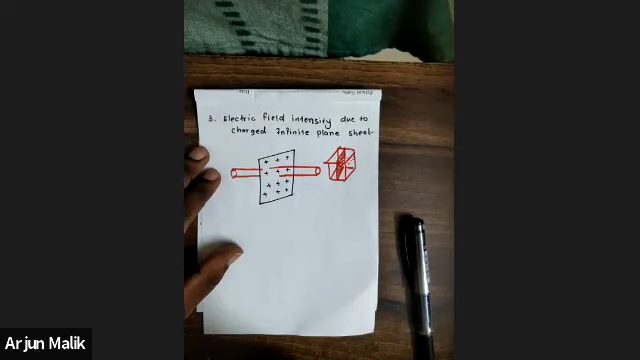 3. Electric field intensity due to
charged Infinite plane sheet.
Arjun Malik